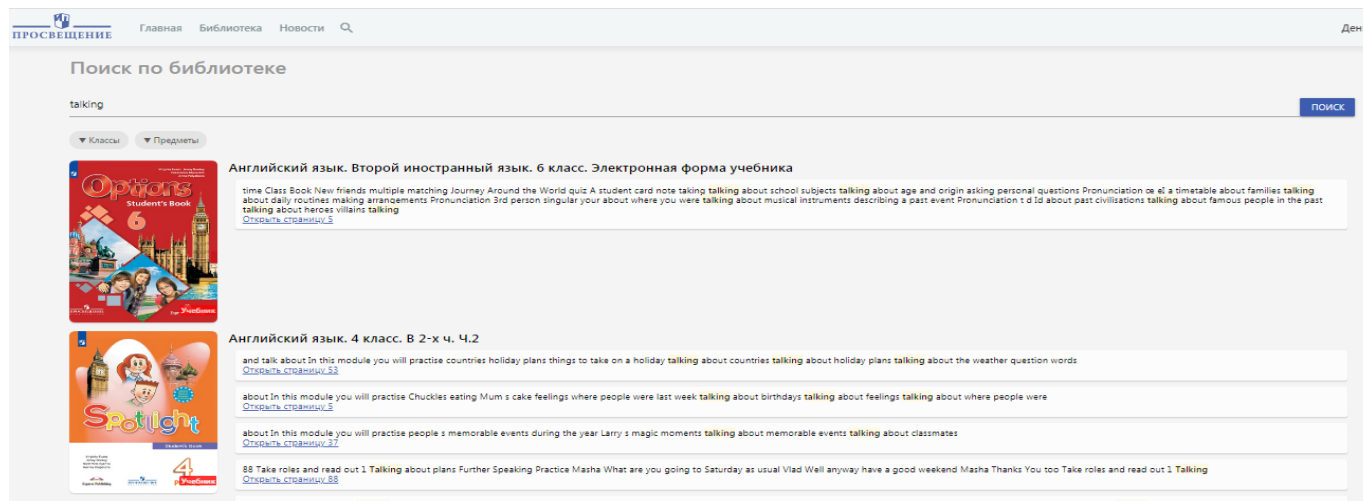 ПРОСВЕЩЕНИЕ
Главная Библиотека Новости
Ден
Поиск по библиотеке
talking
ПОИСК
▼ Классы ▼ Предметы
Options
Student's Book
6
ПРОСВЕЩЕНИЕ
Учебник
Английский язык. Второй иностранный язык. 6 класс. Электронная форма учебника
time Class Book New friends multiple matching Journey Around the World quiz A student card note taking talking about school subjects talking about age and origin asking personal questions Pronunciation œ eI a timetable about families talking
about daily routines making arrangements Pronunciation 3rd person singular your about where you were talking about musical instruments describing a past event Pronunciation t d Id about past civilisations talking about famous people in the past
talking about heroes villains talking
Открыть страницу 5
Spotlight
Student's Book
4
Учебник
Английский язык. 4 класс. В 2-х ч. Ч.2
and talk about In this module you will practise countries holiday plans things to take on a holiday talking about countries talking about holiday plans talking about the weather question words
Открыть страницу 53
about In this module you will practise Chuckles eating Mum s cake feelings where people were last week talking about birthdays talking about feelings talking about where people were
Открыть страницу 5
about In this module you will practise people s memorable events during the year Larry s magic moments talking about memorable events talking about classmates
Открыть страницу 37
88 Take roles and read out 1 Talking about plans Further Speaking Practice Masha What are you going to Saturday as usual Vlad Well anyway have a good weekend Masha Thanks You too Take roles and read out 1 Talking
Открыть страницу 88